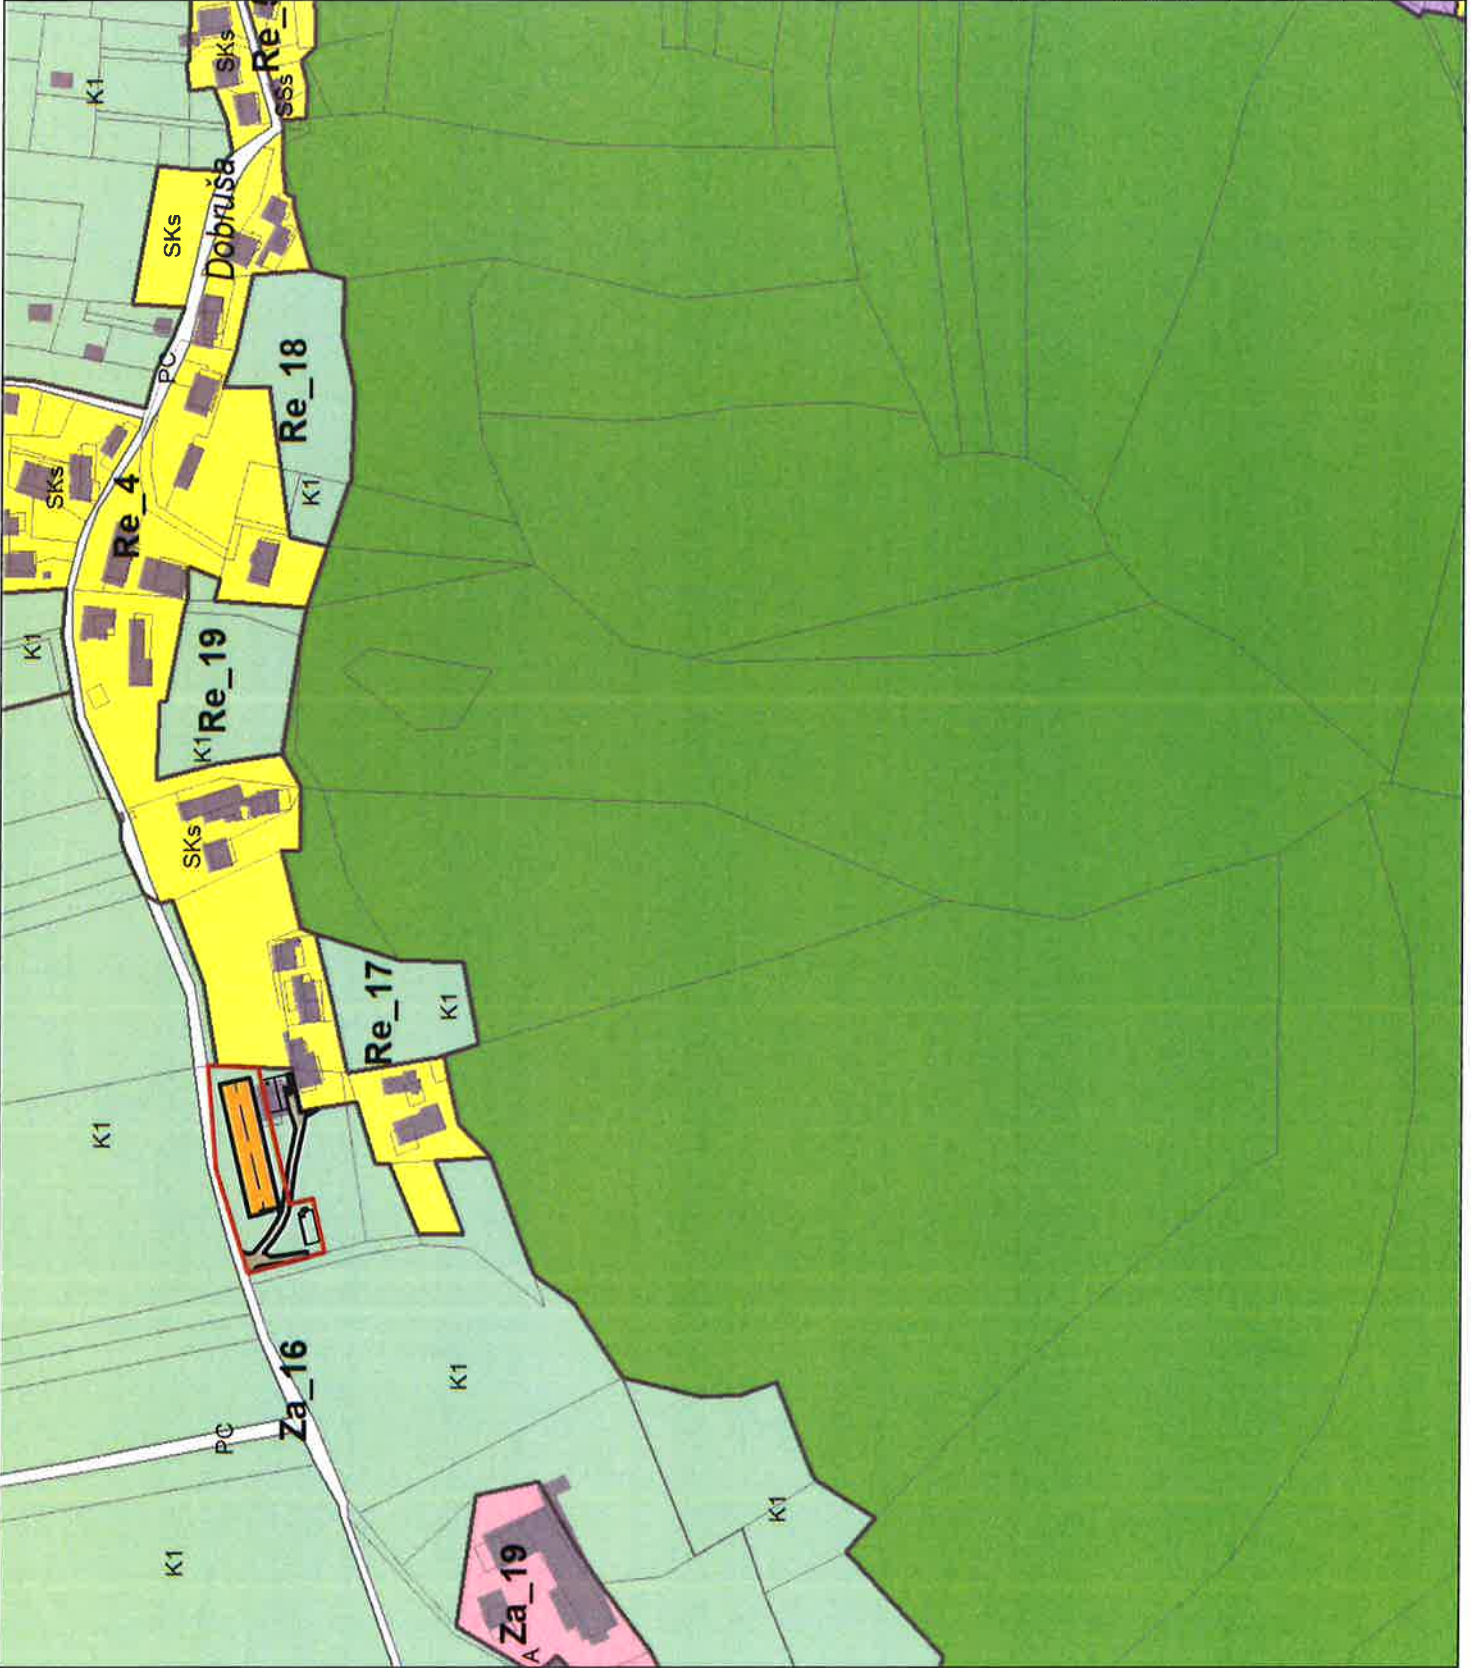 K1
SKs
K1
K1
Re_4
PC
SKs
K1
SKs
K1
Re_19
Dobruša
PC
SKs
Re_
SSs
Za_16
Re_18
K1
Re_17
K1
K1
Za_19
A
K1